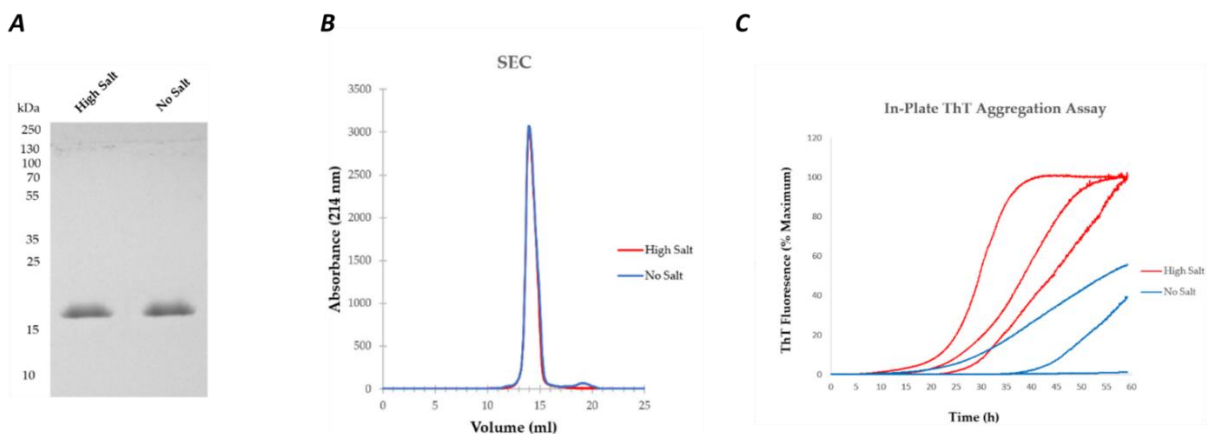 A
High Salt
No Salt
kDa
250
130
100
70
55
35
25
15
10
B
SEC
Absorbance (214 nm)
3500
3000
2500
2000
1500
1000
500
0
0 5 10 15 20 25
Volume (ml)
High Salt
No Salt
C
In-Plate ThT Aggregation Assay
ThT Fluoresence (% Maximum)
120
100
80
60
40
20
0
0 5 10 15 20 25 30 35 40 45 50 55 60
Time (h)
High Salt
No Salt